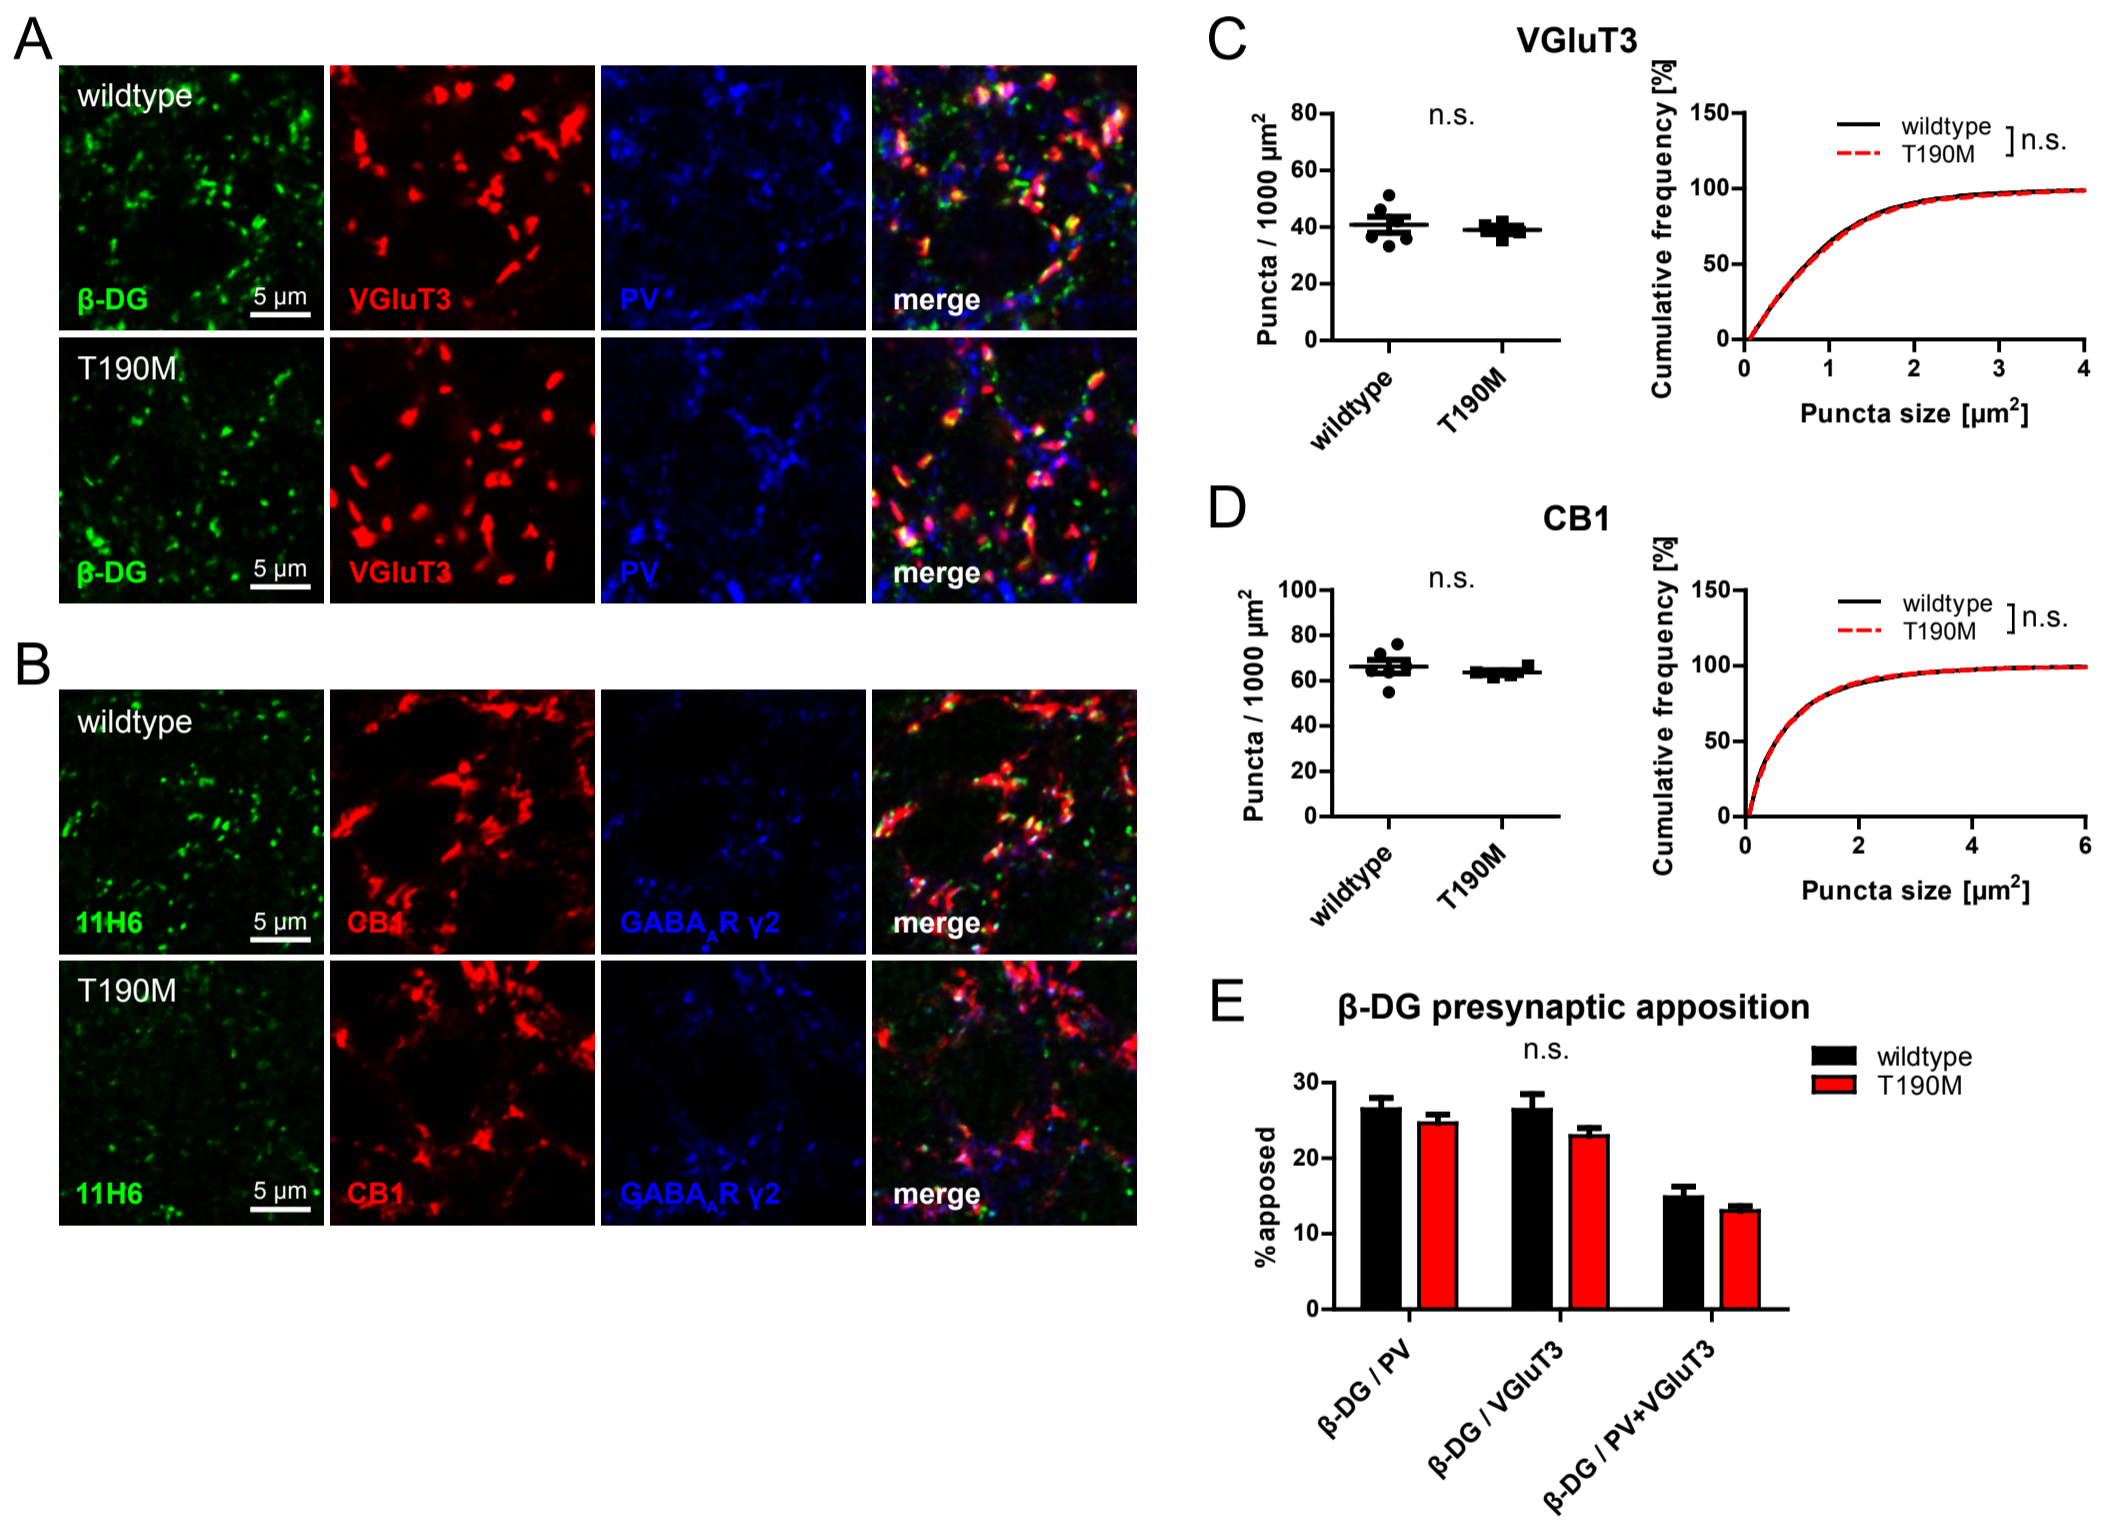 A
wildtype
β-DG
5 µm
VGluT3
PV
merge
T190M
β-DG
5 µm
VGluT3
PV
merge
B
wildtype
11H6
5 µm
CB1
GABAAR γ2
merge
T190M
11H6
5 µm
CB1
GABAAR γ2
merge
C
VGluT3
Puncta / 1000 µm2
80
60
40
20
0
n.s.
wildtype
T190M
Cumulative frequency [%]
150
100
50
0
wildtype
T190M
n.s.
0 1 2 3 4
Puncta size [µm2]
D
CB1
Puncta / 1000 µm2
100
80
60
40
20
0
n.s.
wildtype
T190M
Cumulative frequency [%]
150
100
50
0
wildtype
T190M
n.s.
0 2 4 6
Puncta size [µm2]
E
β-DG presynaptic apposition
n.s.
wildtype
T190M
% apposed
30
20
10
0
β-DG / PV
β-DG / VGluT3
β-DG / PV+VGluT3